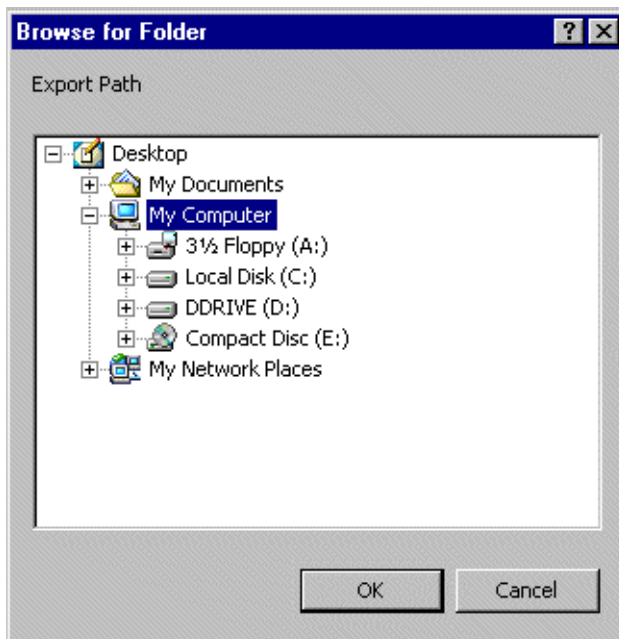 Browse for Folder
Export Path
Desktop
My Documents
My Computer
3½ Floppy (A:)
Local Disk (C:)
DDRIVE (D:)
Compact Disc (E:)
My Network Places
OK Cancel